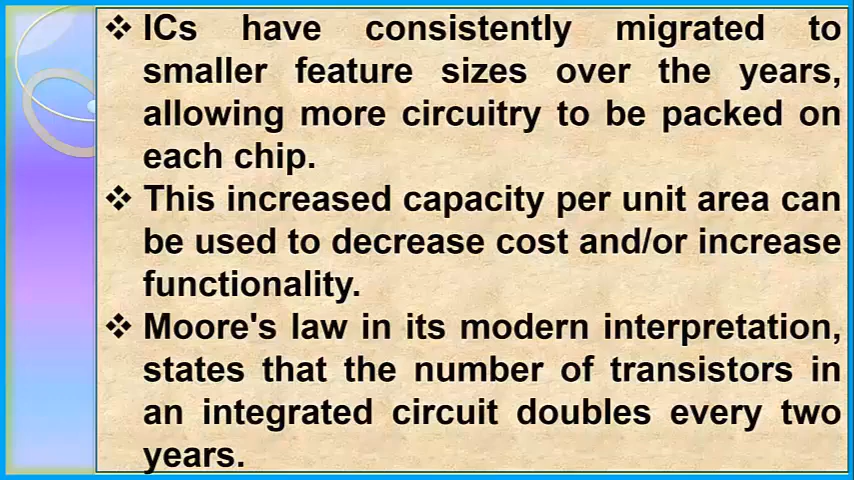 ❖ ICs have consistently migrated to
smaller feature sizes over the years,
allowing more circuitry to be packed on
each chip.
❖ This increased capacity per unit area can
be used to decrease cost and/or increase
functionality.
❖ Moore's law in its modern interpretation,
states that the number of transistors in
an integrated circuit doubles every two
years.